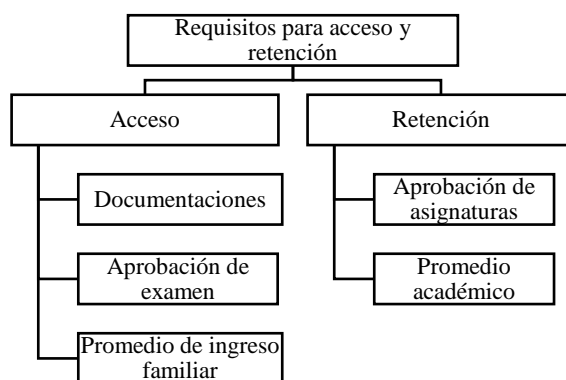 Requisitos para acceso y
retención
Acceso
Retención
Documentaciones
Aprobación de
asignaturas
Aprobación de
examen
Promedio
académico
Promedio de ingreso
familiar